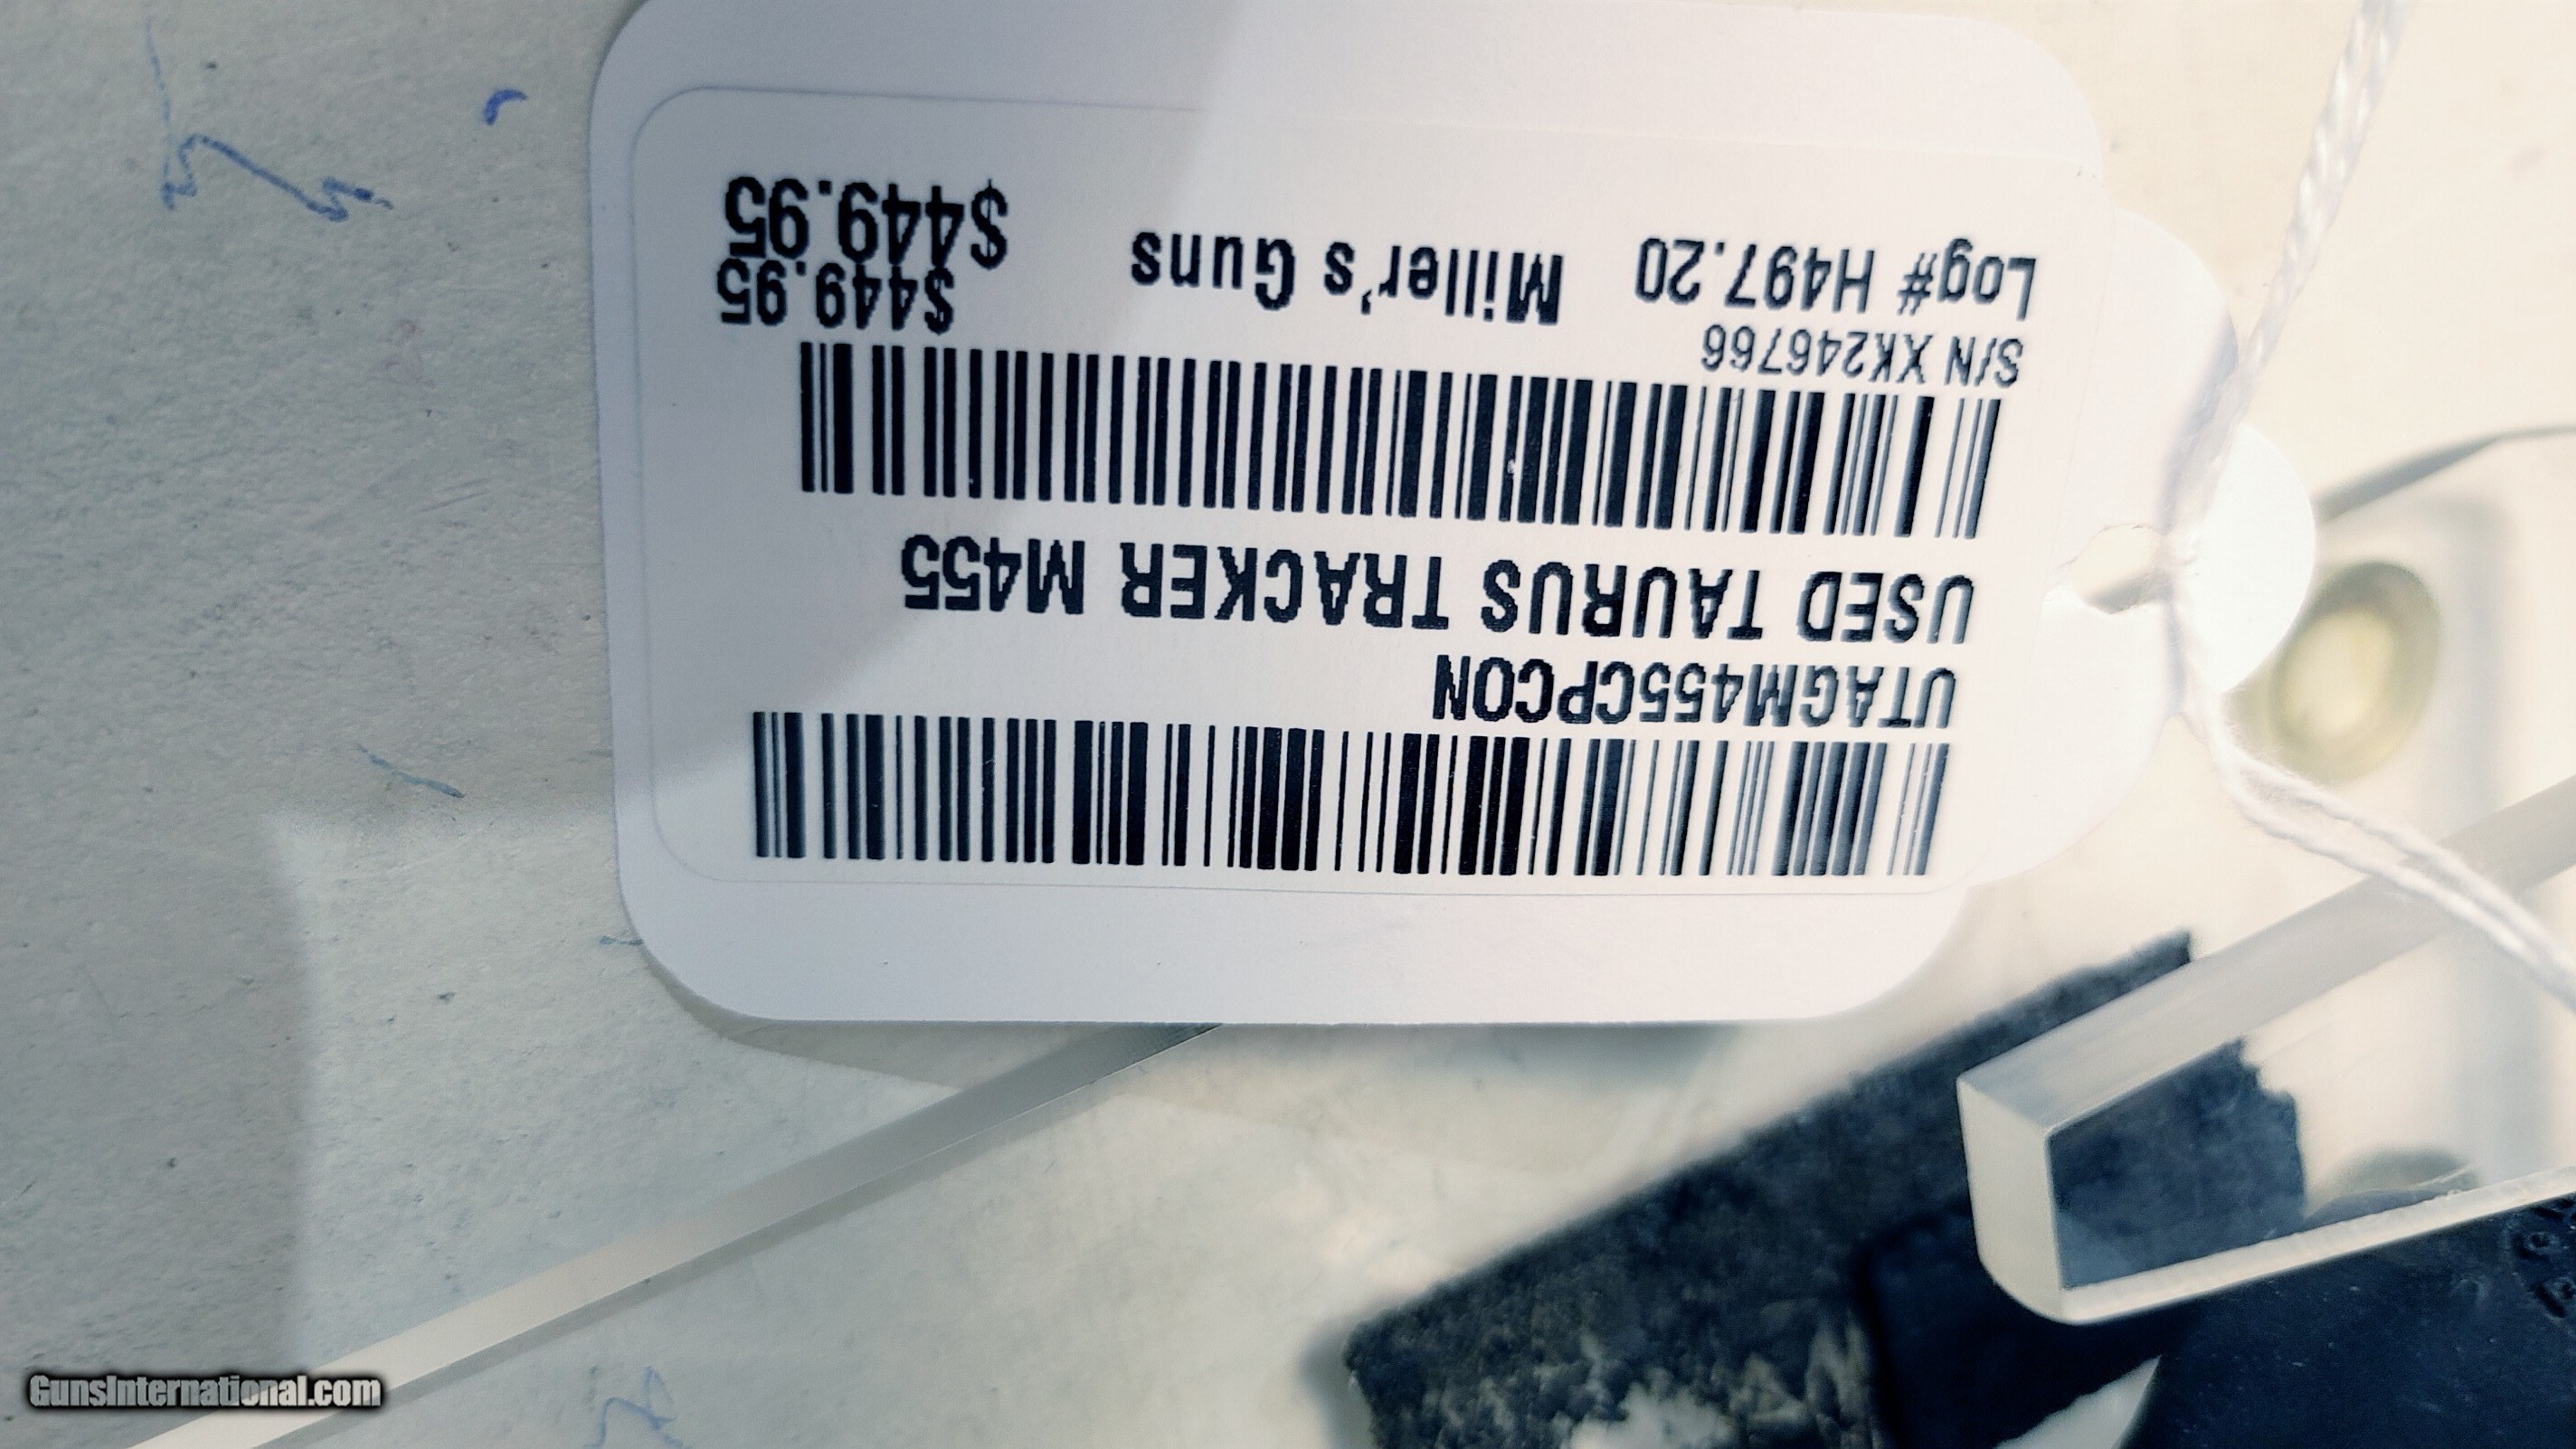 UTAGM455CPCON
USED TAURUS TRACKER M455
S/N XK246766
$449.95
Log# H497.20 Miller's Guns $449.95
GunsInternational.com